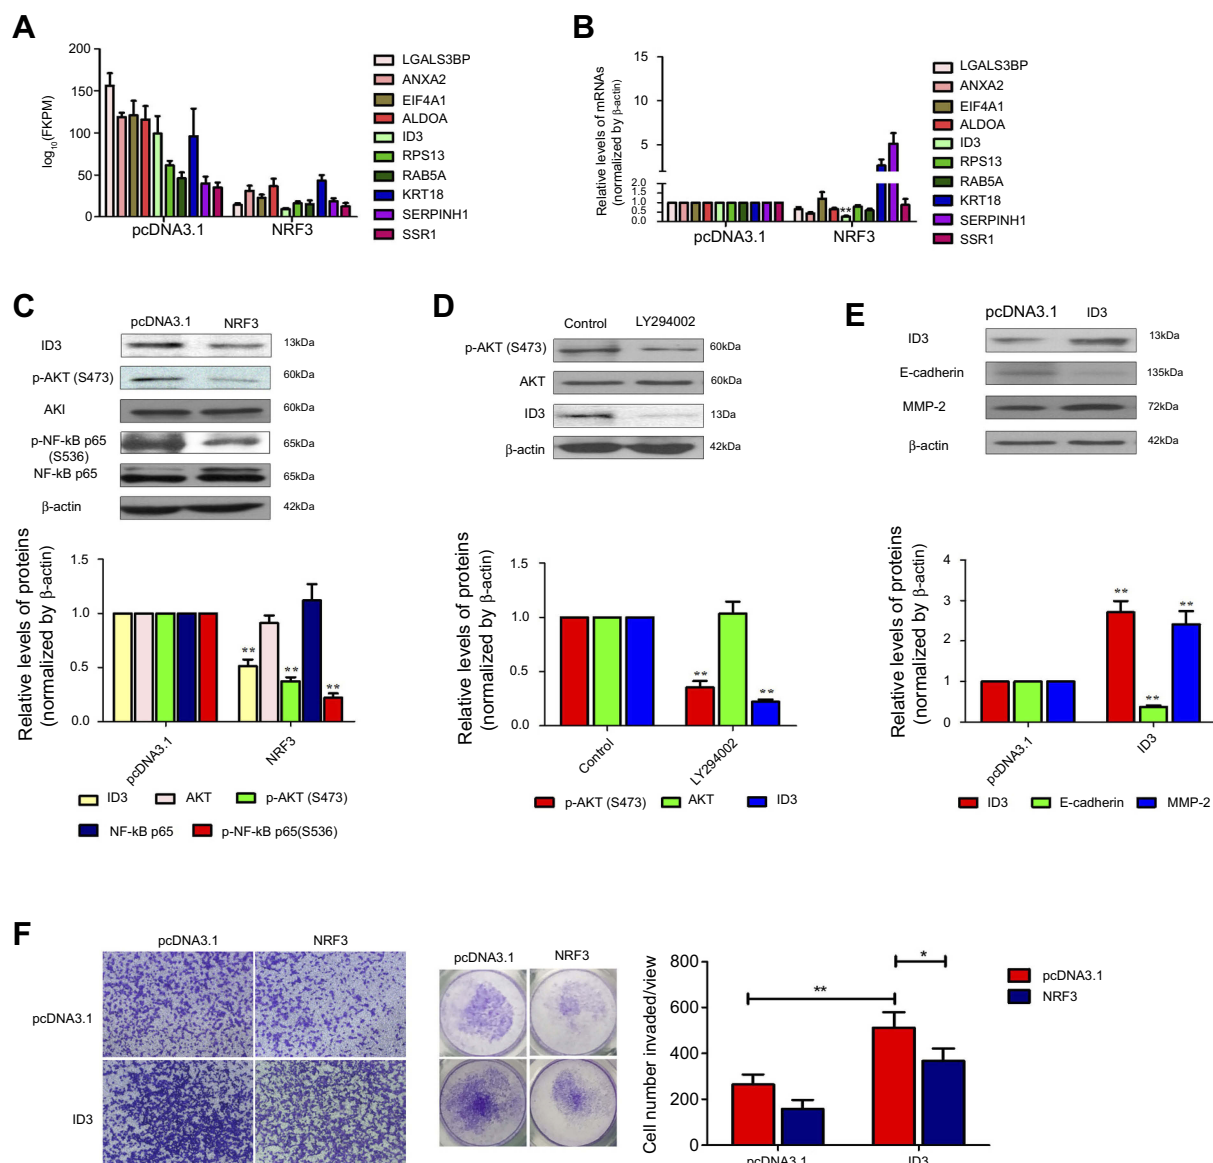 A
200
150
100
50
0
log10(FKPM)
pcDNA3.1
NRF3
LGALS3BP
ANXA2
EIF4A1
ALDOA
ID3
RPS13
RAB5A
KRT18
SERPINH1
SSR1
B
15
10
5
2.0
1.5
1.0
0.5
0.0
Relative levels of mRNAs
(normalized by β-actin)
**
pcDNA3.1
NRF3
LGALS3BP
ANXA2
EIF4A1
ALDOA
ID3
RPS13
RAB5A
KRT18
SERPINH1
SSR1
C
pcDNA3.1 NRF3
ID3 13kDa
p-AKT (S473) 60kDa
AKI 60kDa
p-NF-kB p65 65kDa
(S536)
NF-kB p65 65kDa
β-actin 42kDa
Relative levels of proteins
(normalized by β-actin)
1.5
1.0
0.5
0.0
** ** **
pcDNA3.1
NRF3
ID3 AKT p-AKT (S473)
NF-kB p65 p-NF-kB p65(S536)
D
Control LY294002
p-AKT (S473) 60kDa
AKT 60kDa
ID3 13Da
β-actin 42kDa
Relative levels of proteins
(normalized by β-actin)
1.5
1.0
0.5
0.0
** **
Control
LY294002
p-AKT (S473) AKT ID3
E
pcDNA3.1 ID3
ID3 13kDa
E-cadherin 135kDa
MMP-2 72kDa
β-actin 42kDa
Relative levels of proteins
(normalized by β-actin)
4
3
2
1
0
** ** **
pcDNA3.1
ID3
ID3 E-cadherin MMP-2
F
pcDNA3.1 NRF3
pcDNA3.1
ID3
pcDNA3.1 NRF3
Cell number invaded/view
800
600
400
200
0
**
*
pcDNA3.1
NRF3
pcDNA3.1 ID3